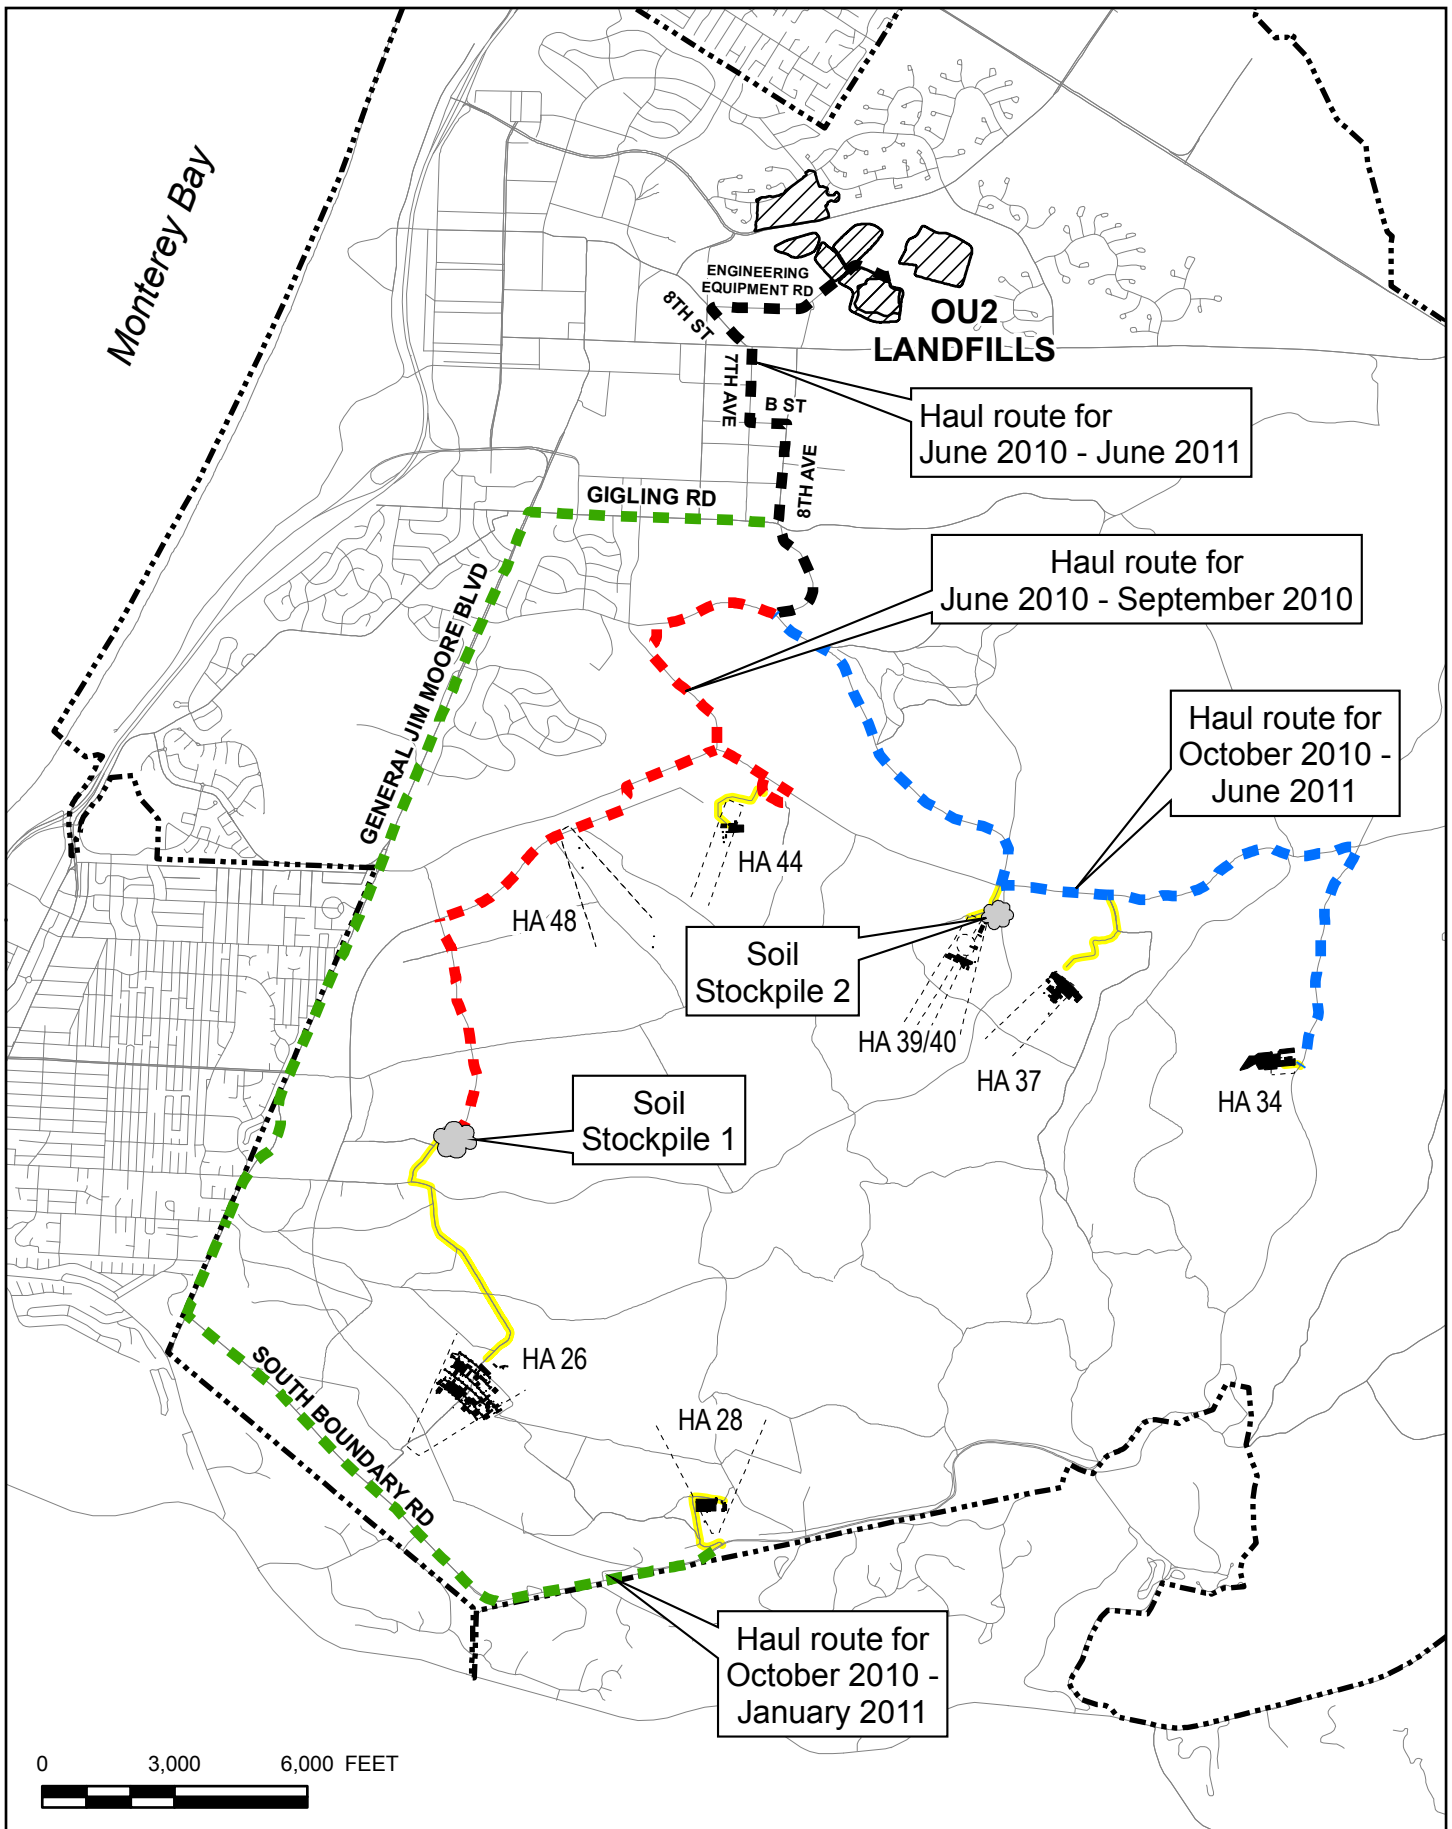 Monterey Bay
ENGINEERING
EQUIPMENT RD
8TH ST
OU2
LANDFILLS
7TH AVE
B ST
Haul route for
June 2010 - June 2011
8TH AVE
GIGLING RD
Haul route for
June 2010 - September 2010
GENERAL JIM MOORE BLVD
Haul route for
October 2010 -
June 2011
HA 44
HA 48
Soil
Stockpile 2
HA 39/40
HA 37
HA 34
Soil
Stockpile 1
HA 26
SOUTH BOUNDARY RD
HA 28
Haul route for
October 2010 -
January 2011
0 3,000 6,000 FEET